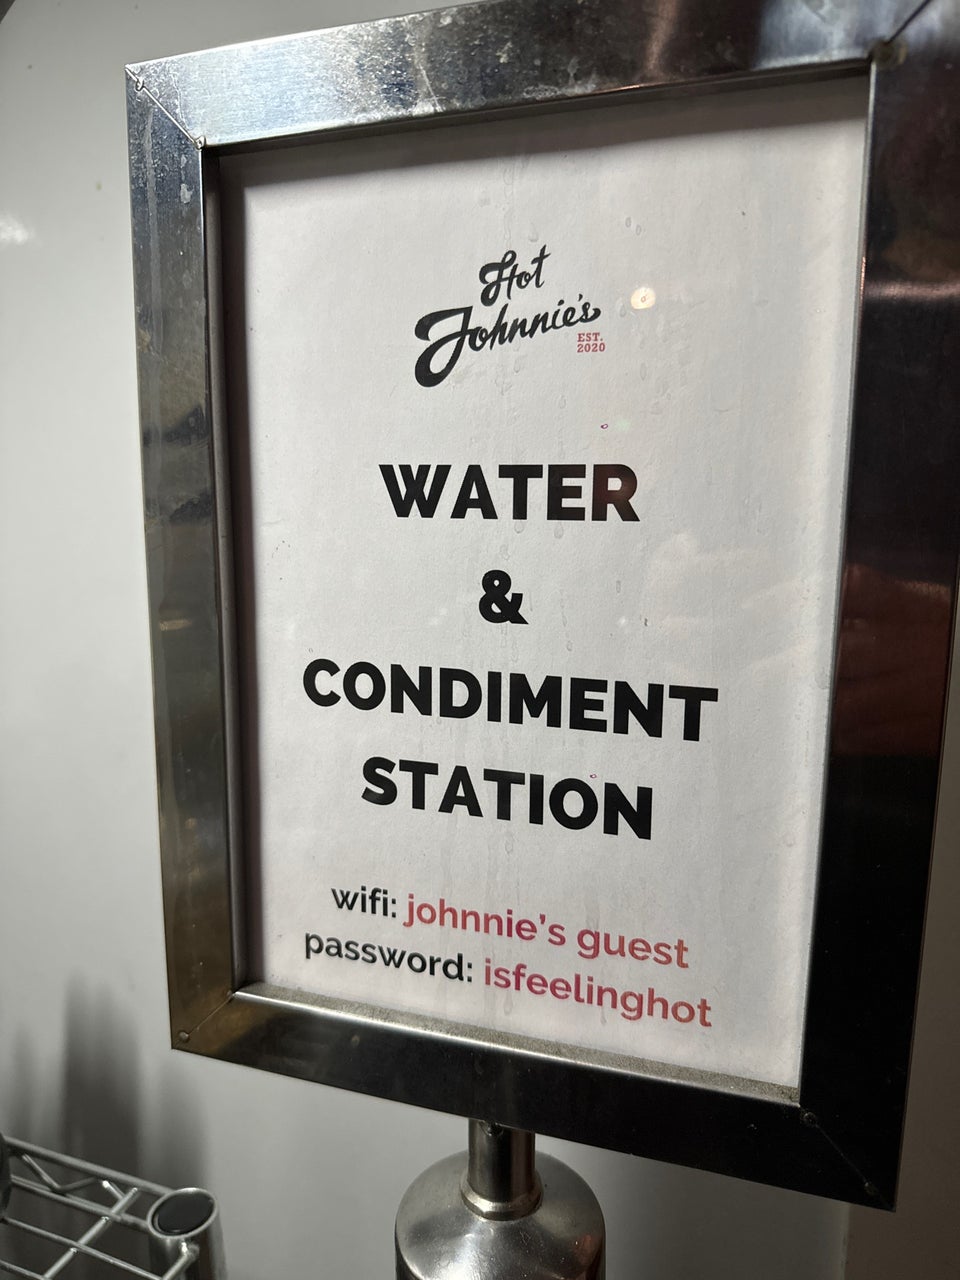 Hot
Johnnie's
EST.
2020
WATER
&
CONDIMENT
STATION
wifi: johnnie's guest
password: isfeelinghot